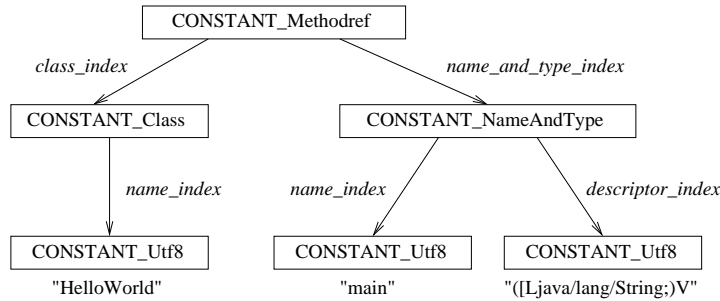 CONSTANT_Methodref
class_index
name_and_type_index
CONSTANT_Class
CONSTANT_NameAndType
name_index
name_index
descriptor_index
CONSTANT_Utf8
CONSTANT_Utf8
CONSTANT_Utf8
"HelloWorld"
"main"
"([Ljava/lang/String;)V"